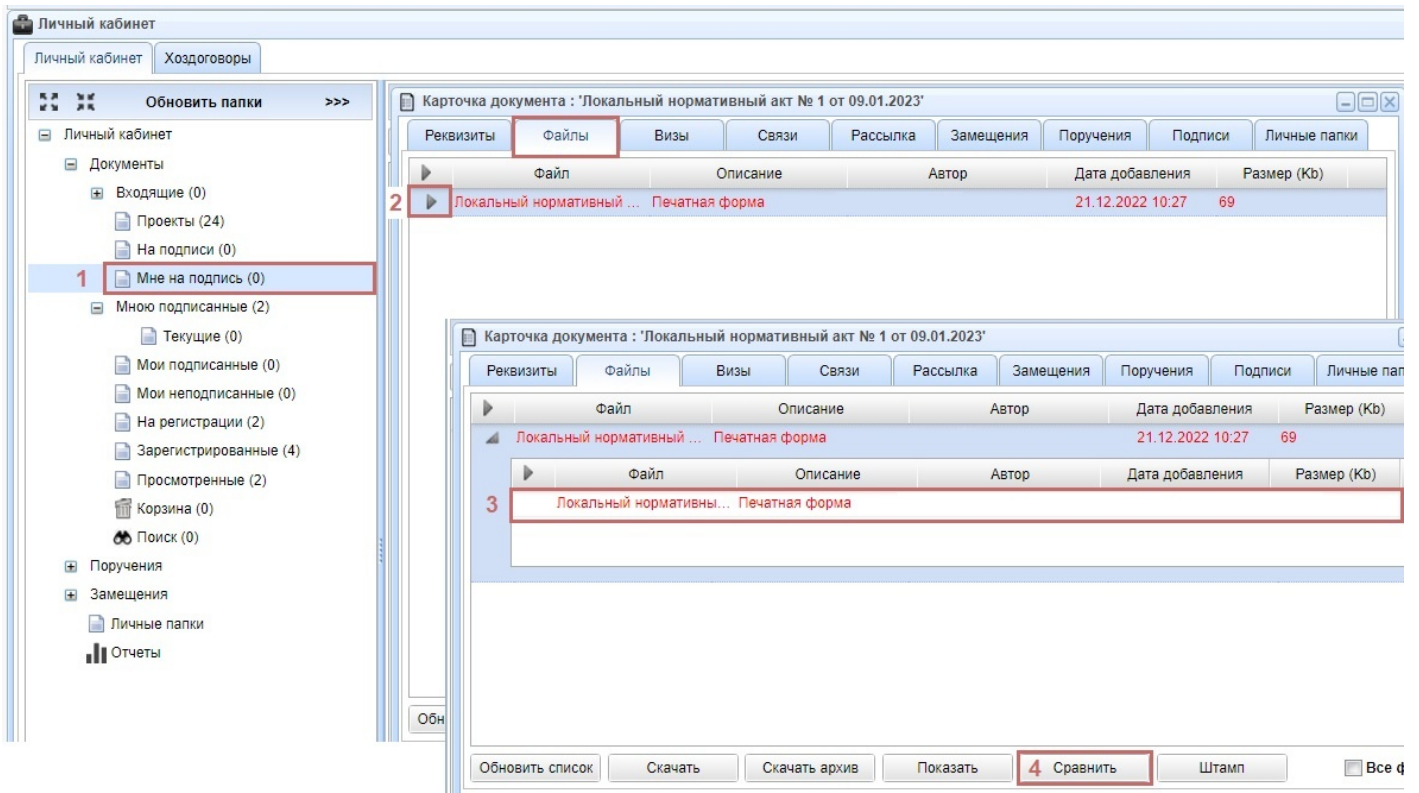 Личный кабинет
Личный кабинет Хоздоговоры
Обновить папки >>>
Личный кабинет
Документы
Входящие (0)
Проекты (24)
На подписи (0)
1 Мне на подпись (0)
Мною подписанные (2)
Текущие (0)
Мои подписанные (0)
Мои неподписанные (0)
На регистрации (2)
Зарегистрированные (4)
Просмотренные (2)
Корзина (0)
Поиск (0)
Поручения
Замещения
Личные папки
Отчеты
Карточка документа : 'Локальный нормативный акт № 1 от 09.01.2023'
Реквизиты Файлы Визы Связи Рассылка Замещения Поручения Подписи Личные папки
Файл Описание Автор Дата добавления Размер (Kb)
2 Локальный нормативный ... Печатная форма 21.12.2022 10:27 69
Обн
Карточка документа : 'Локальный нормативный акт № 1 от 09.01.2023'
Реквизиты Файлы Визы Связи Рассылка Замещения Поручения Подписи Личные пап
Файл Описание Автор Дата добавления Размер (Kb)
Локальный нормативный ... Печатная форма 21.12.2022 10:27 69
Файл Описание Автор Дата добавления Размер (Kb)
3 Локальный нормативны... Печатная форма
Обновить список Скачать Скачать архив Показать 4 Сравнить Штамп Все ф